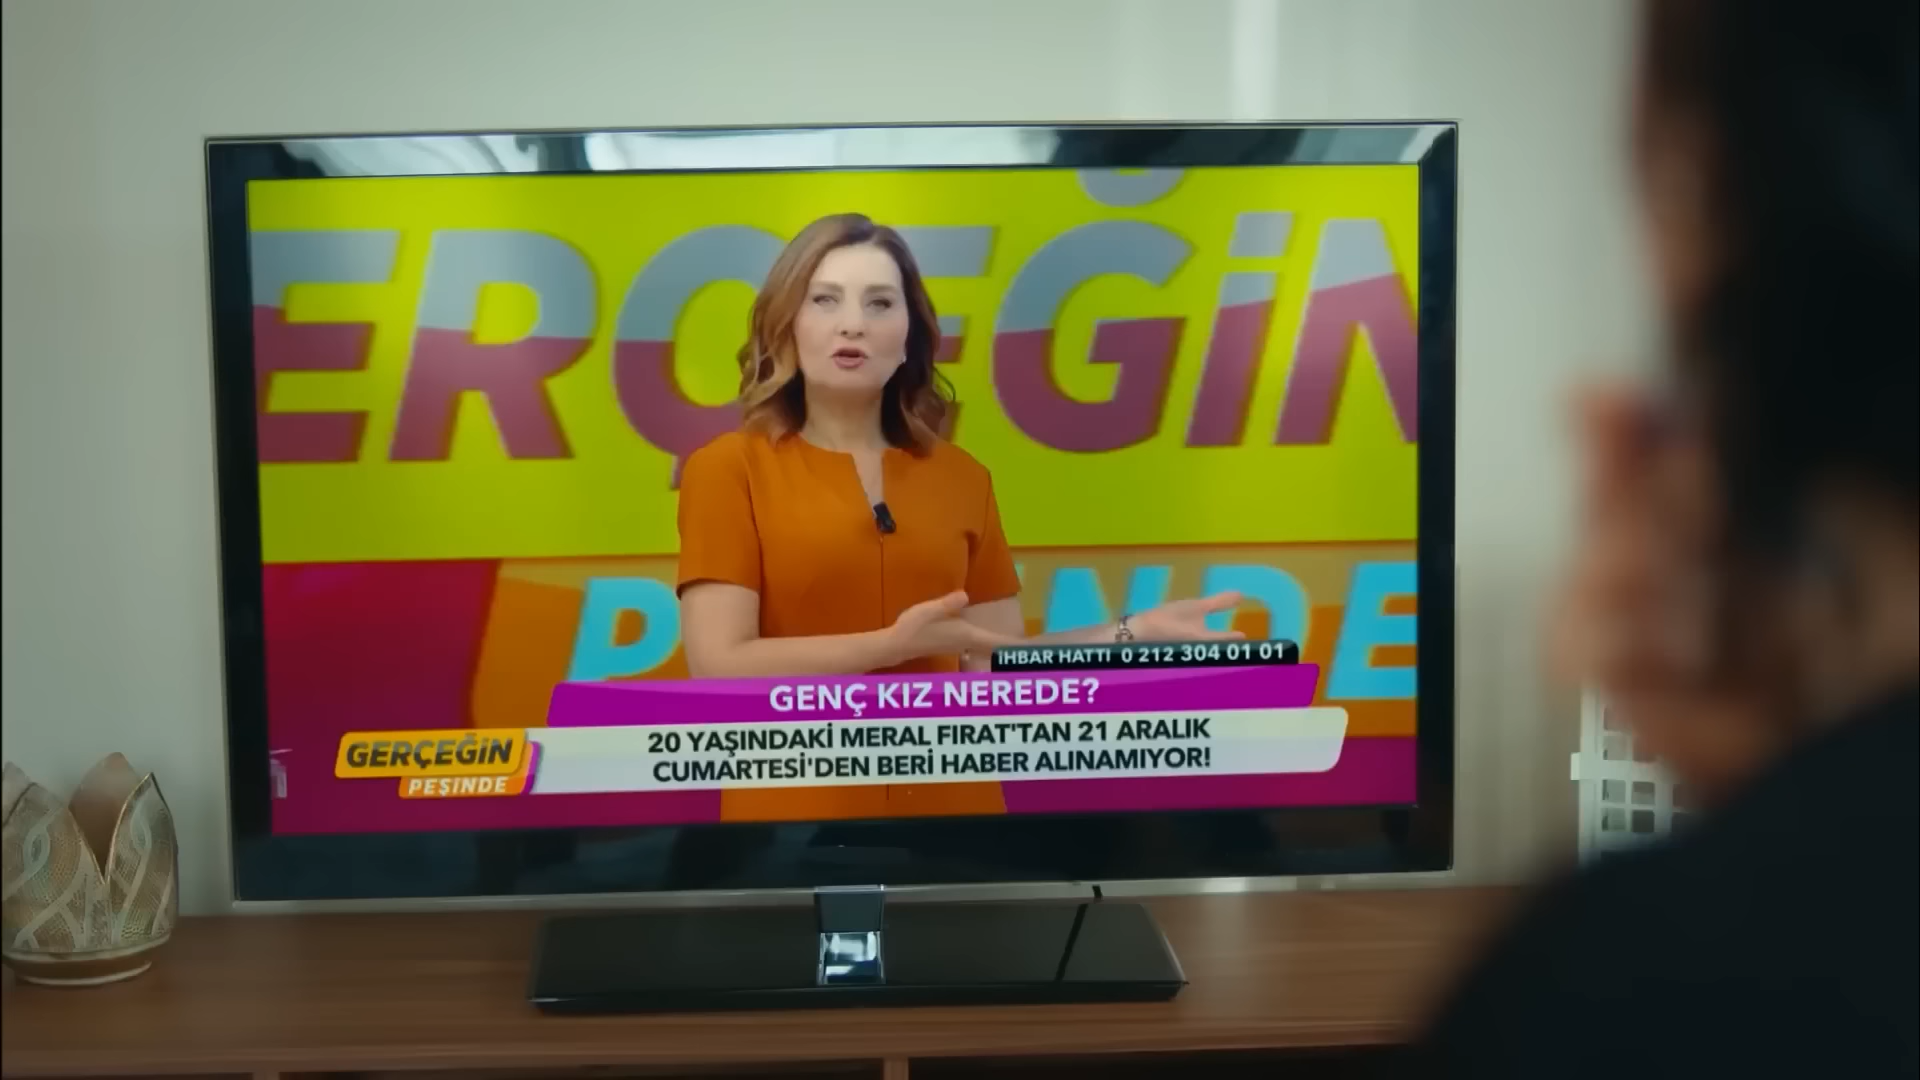 ERÇEĞİN
İHBAR HATTI 0 212 304 01 01
GENÇ KIZ NEREDE?
20 YAŞINDAKİ MERAL FIRAT'TAN 21 ARALIK
CUMARTESİ'DEN BERİ HABER ALINAMIYOR!
GERÇEĞİN
PEŞİNDE